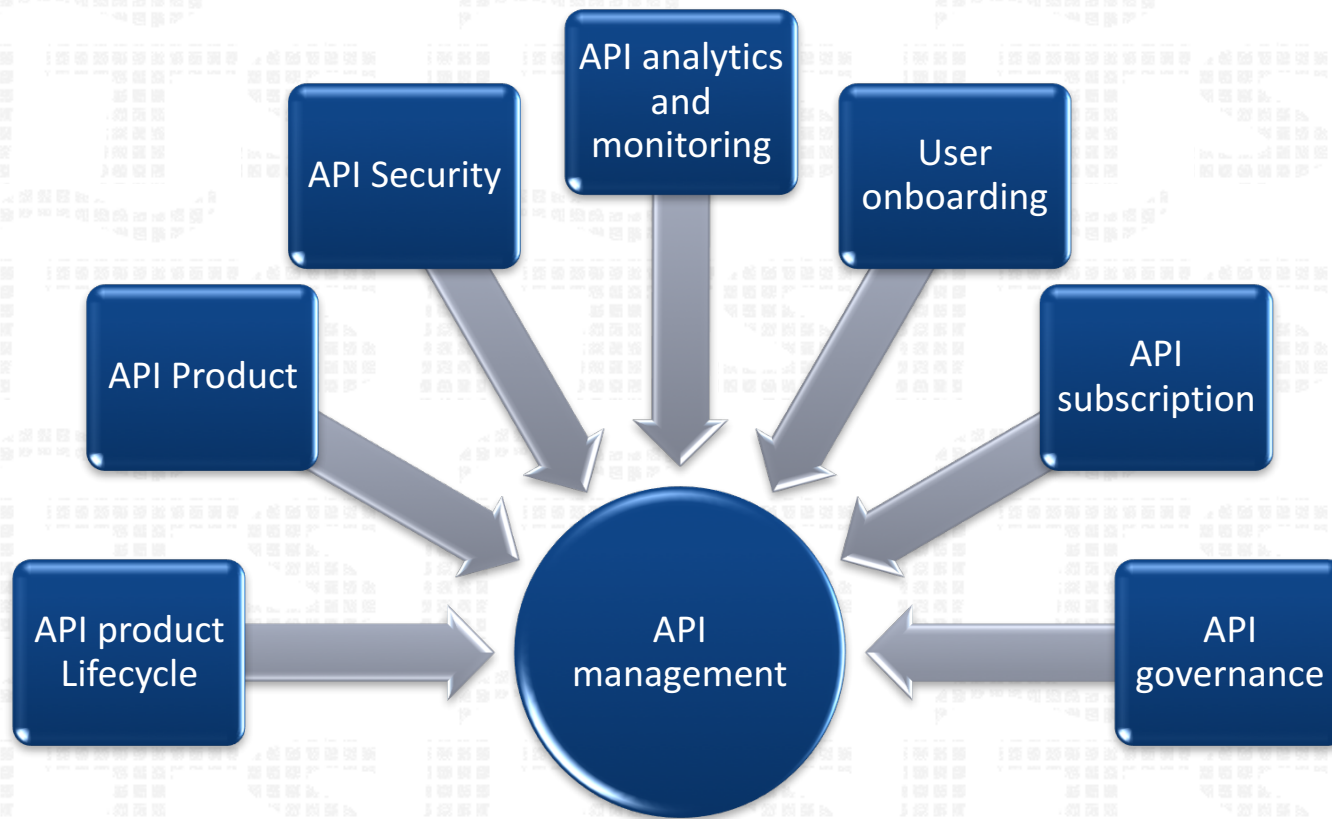 API analytics
and
monitoring
API Security
User
onboarding
API Product
API
subscription
API product
Lifecycle
API
management
API
governance